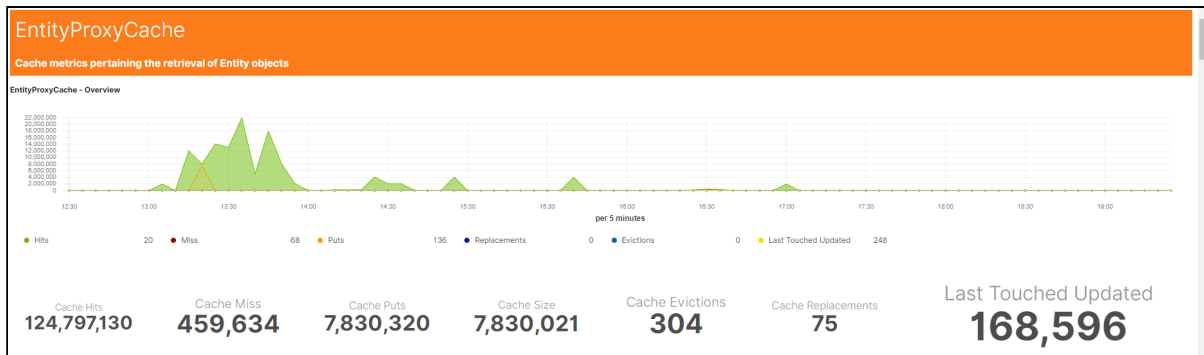 EntityProxyCache
Cache metrics pertaining the retrieval of Entity objects
EntityProxyCache - Overview
22,000,000
20,000,000
18,000,000
16,000,000
14,000,000
12,000,000
10,000,000
8,000,000
6,000,000
4,000,000
2,000,000
0
12:30 13:00 13:30 14:00 14:30 15:00 15:30 16:00 16:30 17:00 17:30 18:00 18:30 19:00
per 5 minutes
Hits 20 Miss 68 Puts 136 Replacements 0 Evictions 0 Last Touched Updated 248
Cache Hits
124,797,130
Cache Miss
459,634
Cache Puts
7,830,320
Cache Size
7,830,021
Cache Evictions
304
Cache Replacements
75
Last Touched Updated
168,596